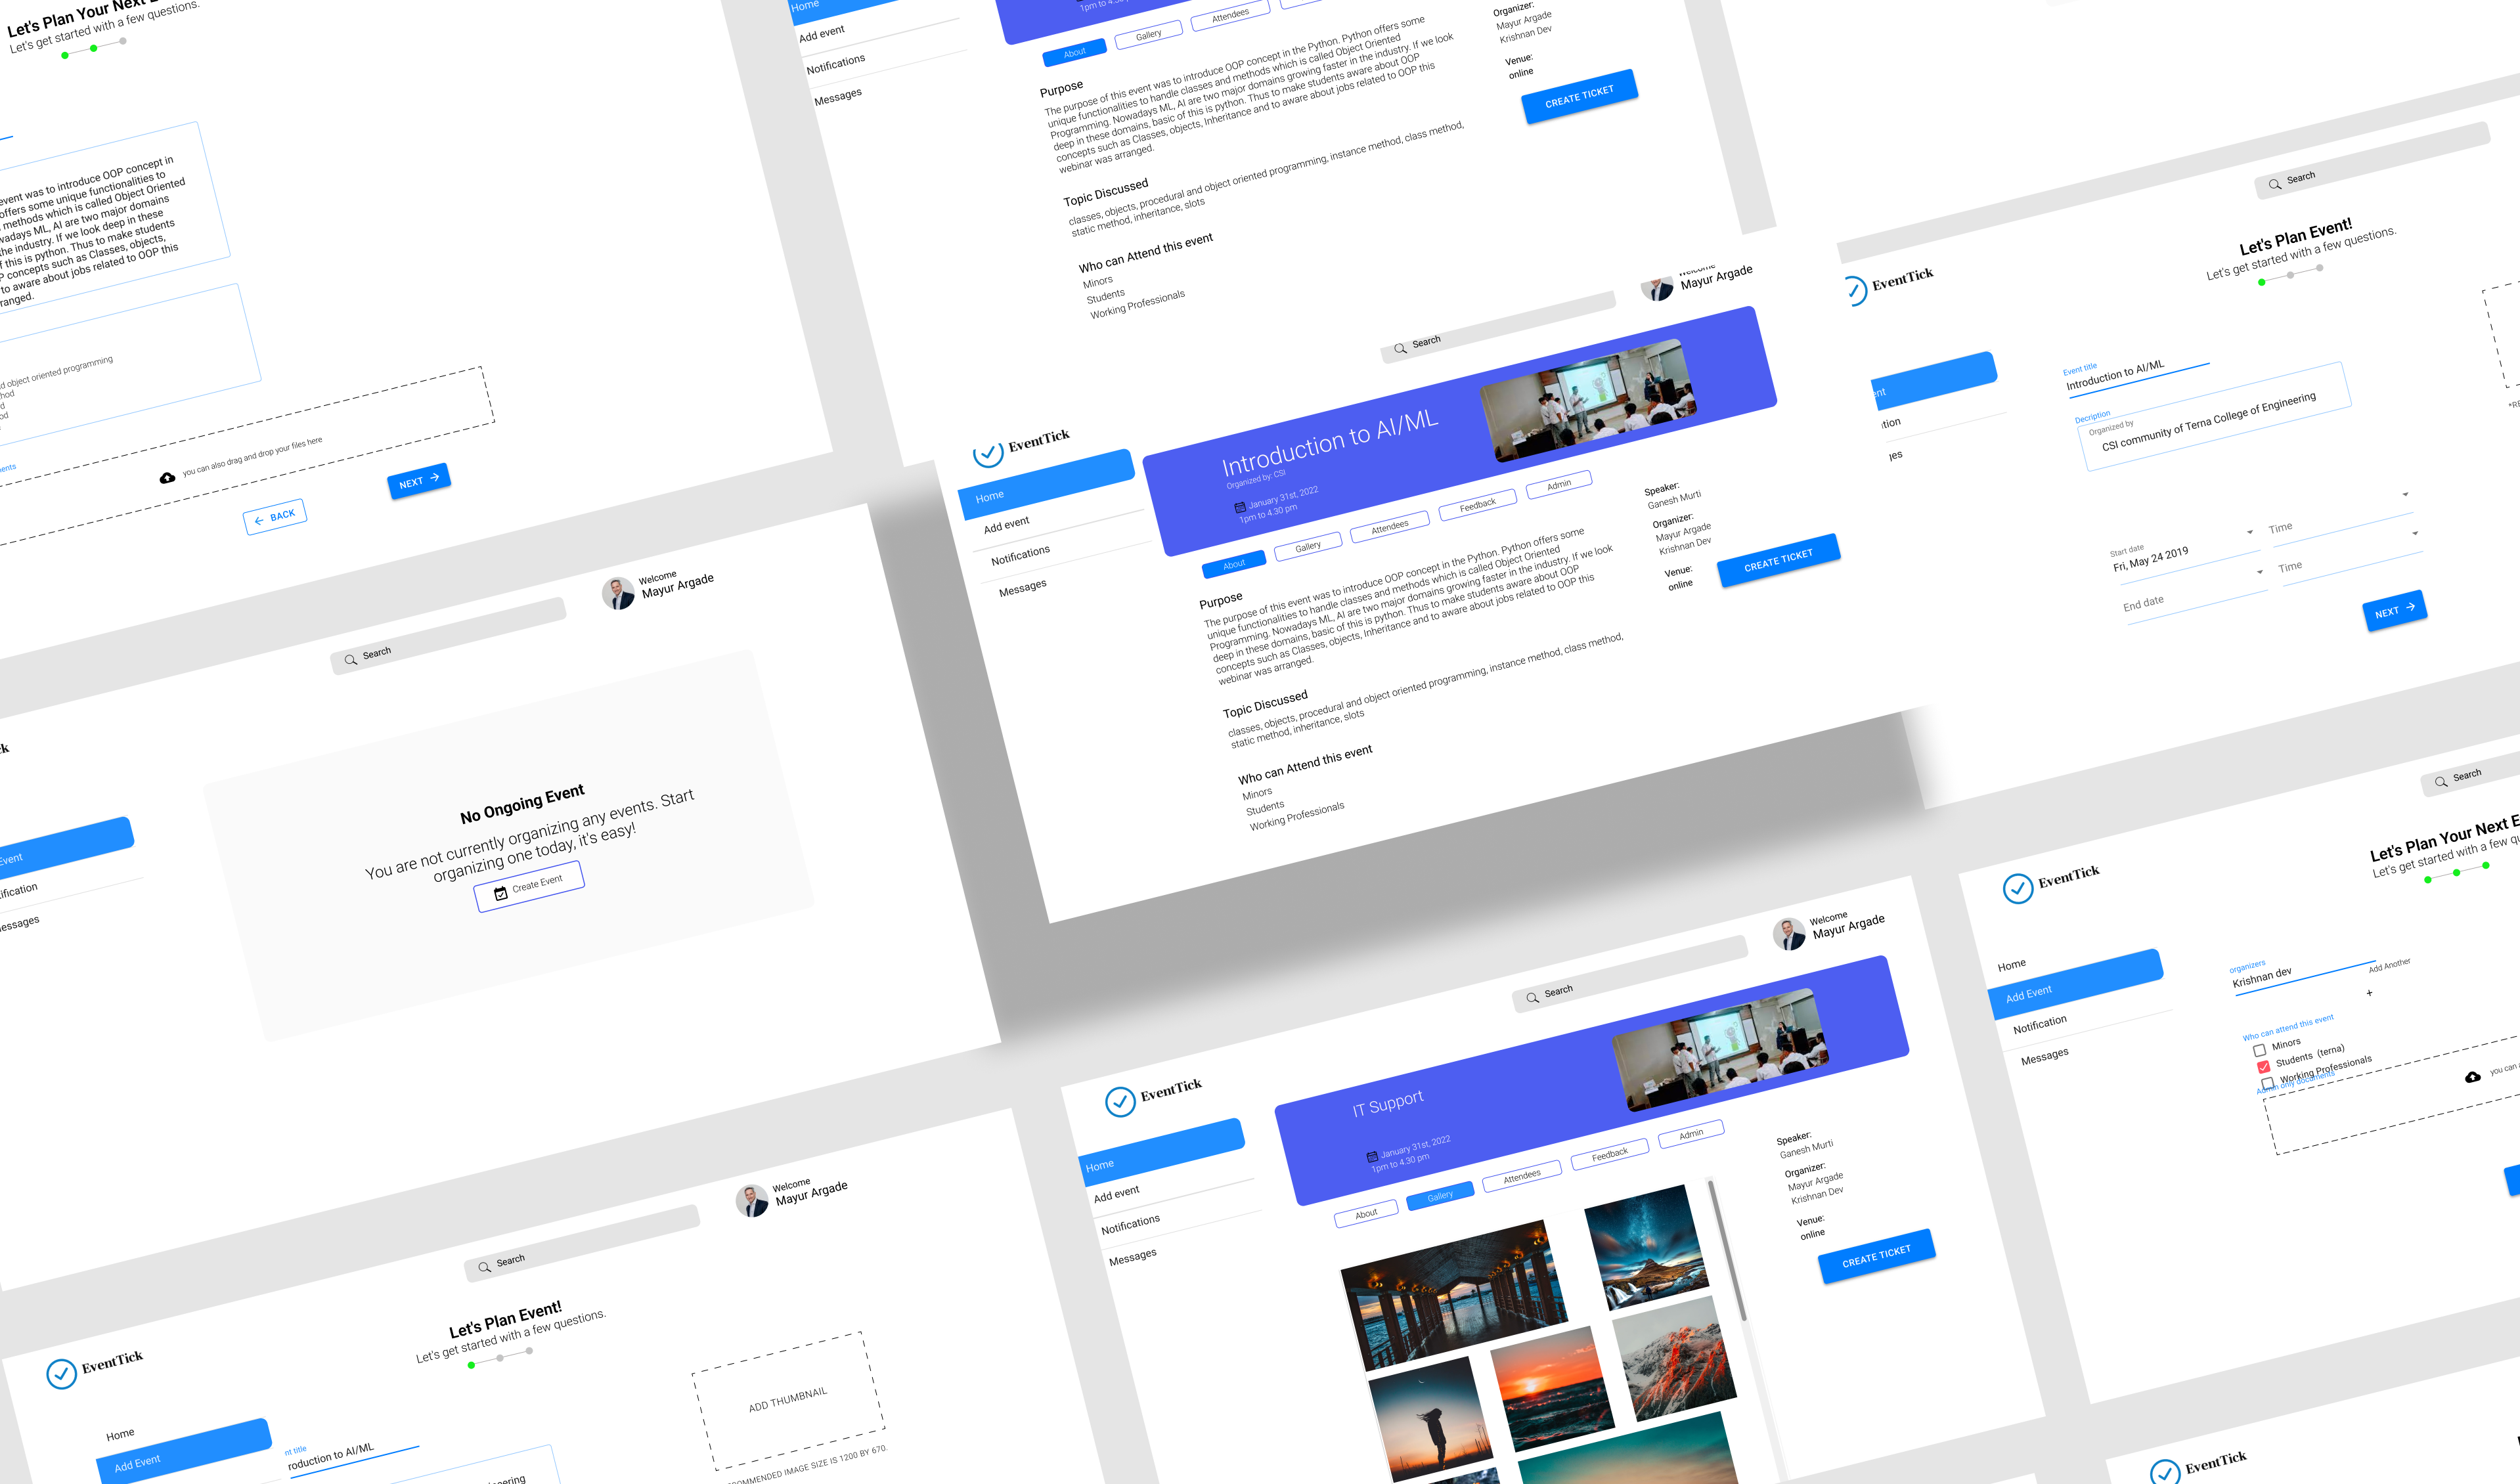 Let's Plan Your Next
Let's get started with a few questions.
event was to introduce OOP concept in
offers some unique functionalities to
methods which is called Object Oriented
ML, AI are two major domains
the industry. If we look deep in these
of this is python. Thus to make students
concepts such as Classes, objects,
to aware about jobs related to OOP this
object oriented programming
you can also drag and drop your files here
BACK
NEXT
Home
Add event
Notifications
Messages
1pm to
About
Gallery
Attendees
Purpose
The purpose of this event was to introduce OOP concept in the Python. Python offers some
unique functionalities to handle classes and methods which is called Object Oriented
Programming. Nowadays ML, AI are two major domains growing faster in the industry. If we look
deep in these domains, basic of this is python. Thus to make students aware about OOP
concepts such as Classes, objects, Inheritance and to aware about jobs related to OOP this
webinar was arranged.
Topic Discussed
classes, objects, procedural and object oriented programming, instance method, class method,
static method, inheritance, slots
Who can Attend this event
Minors
Students
Working Professionals
Organizer:
Mayur Argade
Krishnan Dev
Venue:
online
CREATE TICKET
Search
Welcome
Mayur Argade
EventTick
Home
Add event
Notifications
Messages
Introduction to AI/ML
Organized by: CSI
January 31st, 2022
1pm to 4.30 pm
About
Gallery
Attendees
Feedback
Admin
Purpose
The purpose of this event was to introduce OOP concept in the Python. Python offers some
unique functionalities to handle classes and methods which is called Object Oriented
Programming. Nowadays ML, AI are two major domains growing faster in the industry. If we look
deep in these domains, basic of this is python. Thus to make students aware about OOP
concepts such as Classes, objects, Inheritance and to aware about jobs related to OOP this
webinar was arranged.
Topic Discussed
classes, objects, procedural and object oriented programming, instance method, class method,
static method, inheritance, slots
Who can Attend this event
Minors
Students
Working Professionals
Speaker:
Ganesh Murti
Organizer:
Mayur Argade
Krishnan Dev
Venue:
online
CREATE TICKET
Search
EventTick
Let's Plan Event!
Let's get started with a few questions.
Event title
Introduction to AI/ML
Decription
Organized by
CSI community of Terna College of Engineering
Start date
Fri, May 24 2019
Time
End date
Time
NEXT
Welcome
Mayur Argade
Search
Event
No Ongoing Event
You are not currently organizing any events. Start
organizing one today, it's easy!
Create Event
Welcome
Mayur Argade
Search
Let's Plan Event!
Let's get started with a few questions.
EventTick
Home
Add Event
ADD THUMBNAIL
RECOMMENDED IMAGE SIZE IS 1200 BY 670.
Welcome
Mayur Argade
Search
EventTick
Home
Add event
Notifications
Messages
IT Support
January 31st, 2022
1pm to 4.30 pm
About
Gallery
Attendees
Feedback
Admin
Speaker:
Ganesh Murti
Organizer:
Mayur Argade
Krishnan Dev
Venue:
online
CREATE TICKET
Search
Let's Plan Your Next
Let's get started with a few
EventTick
Home
Add Event
Notification
Messages
organizers
Krishnan dev
Add Another
+
Who can attend this event
Minors
Students (terna)
Working Professionals
Admin only documents
you can
EventTick